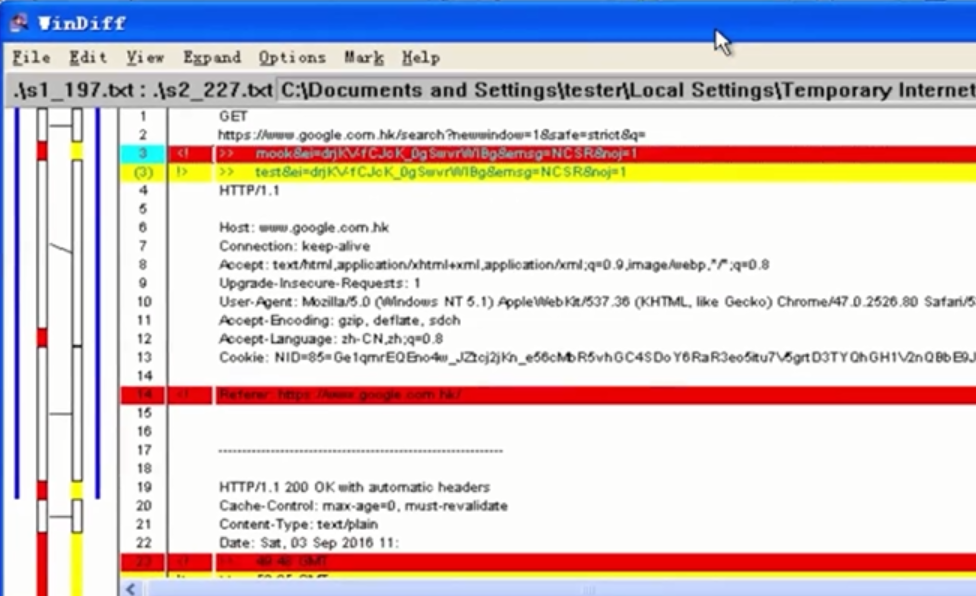 WinDiff
File Edit View Expand Options Mark Help
.\s1_197.txt : .\s2_227.txt C:\Documents and Settings\tester\Local Settings\Temporary Internet
1 GET
2 https://www.google.com.hk/search?newwindow=1&safe=strict&q=
3 <! >> mook&ei=drjKV-fCJcK_0gSwvrWIBg&emsg=NCSR&noj=1
(3) !> >> test&ei=drjKV-fCJcK_0gSwvrWIBg&emsg=NCSR&noj=1
4 HTTP/1.1
5
6 Host: www.google.com.hk
7 Connection: keep-alive
8 Accept: text/html,application/xhtml+xml,application/xml;q=0.9,image/webp,*/*;q=0.8
9 Upgrade-Insecure-Requests: 1
10 User-Agent: Mozilla/5.0 (Windows NT 5.1) AppleWebKit/537.36 (KHTML, like Gecko) Chrome/47.0.2526.80 Safari/5
11 Accept-Encoding: gzip, deflate, sdch
12 Accept-Language: zh-CN,zh;q=0.8
13 Cookie:
14
14 <! Referer: https://www.google.com.hk/
15
16
17 ------------------------------------------------------------
18
19 HTTP/1.1 200 OK with automatic headers
20 Cache-Control: max-age=0, must-revalidate
21 Content-Type: text/plain
22 Date: Sat, 03 Sep 2016 11:
23 <! >> GMT